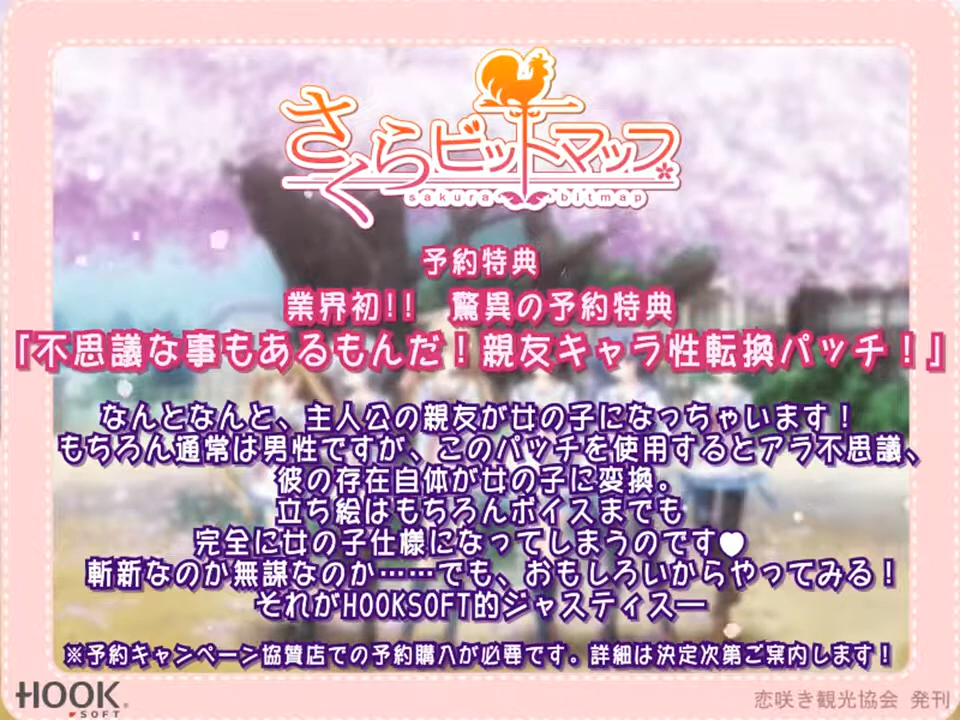 さくらビットマップ
sakura bitmap
予約特典
業界初!! 驚異の予約特典
「不思議な事もあるもんだ！親友キャラ性転換パッチ！」
なんとなんと、主人公の親友が女の子になっちゃいます！
もちろん通常は男性ですが、このパッチを使用するとアラ不思議、
彼の存在自体が女の子に変換。
立ち絵はもちろんボイスまでも
完全に女の子仕様になってしまうのです♥
斬新なのか無謀なのか……でも、おもしろいからやってみる！
それがHOOKSOFT的ジャスティスー
※予約キャンペーン協賛店での予約購入が必要です。詳細は決定次第ご案内します！
HOOK
SOFT
恋咲き観光協会 発刊